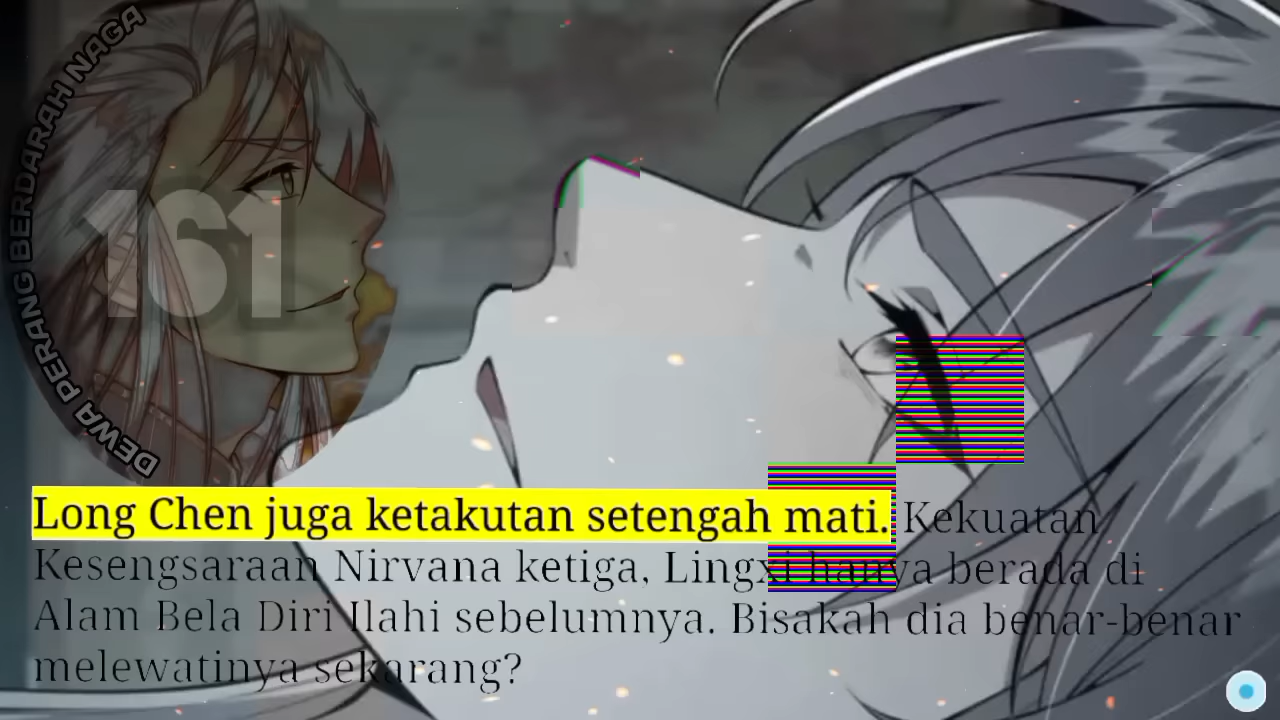 DEWA PERANG BERDARAH NAGA
161
Long Chen juga ketakutan setengah mati. Kekuatan
Kesengsaraan Nirvana ketiga, Lingxi hanya berada di
Alam Bela Diri Ilahi sebelumnya. Bisakah dia benar-benar
melewatinya sekarang?